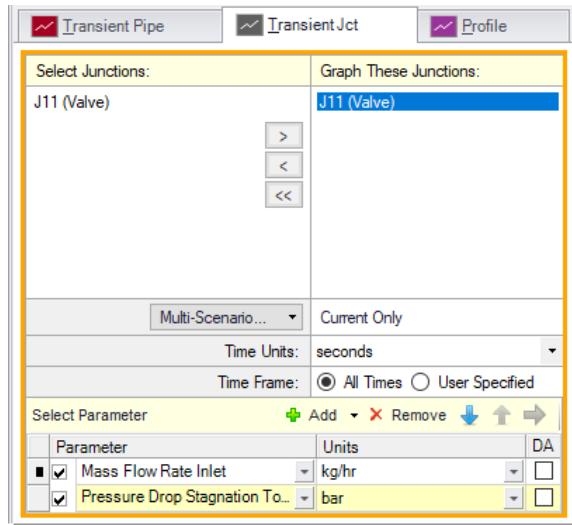 Transient Pipe
Transient Jct
Profile
Select Junctions:
Graph These Junctions:
J11 (Valve)
J11 (Valve)
>
<
<<
Multi-Scenario...
Current Only
Time Units:
seconds
Time Frame:
All Times
User Specified
Select Parameter
Add
Remove
Parameter
Units
DA
Mass Flow Rate Inlet
kg/hr
Pressure Drop Stagnation To...
bar